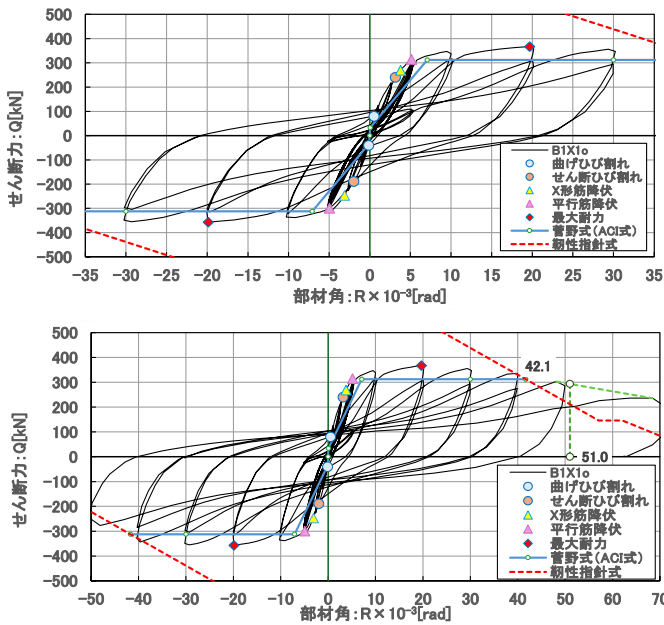 500
400
300
200
100
0
-100
-200
-300
-400
-500
せん断力:Q[kN]
-35 -30 -25 -20 -15 -10 -5 0 5 10 15 20 25 30 35
部材角:R×10⁻³[rad]
B1X1o
曲げひび割れ
せん断ひび割れ
X形筋降伏
平行筋降伏
最大耐力
菅野式(ACI式)
靭性指針式
500
400
300
200
100
0
-100
-200
-300
-400
-500
せん断力:Q[kN]
42.1
51.0
-50 -40 -30 -20 -10 0 10 20 30 40 50 60 70
部材角:R×10⁻³[rad]
B1X1o
曲げひび割れ
せん断ひび割れ
X形筋降伏
平行筋降伏
最大耐力
菅野式(ACI式)
靭性指針式